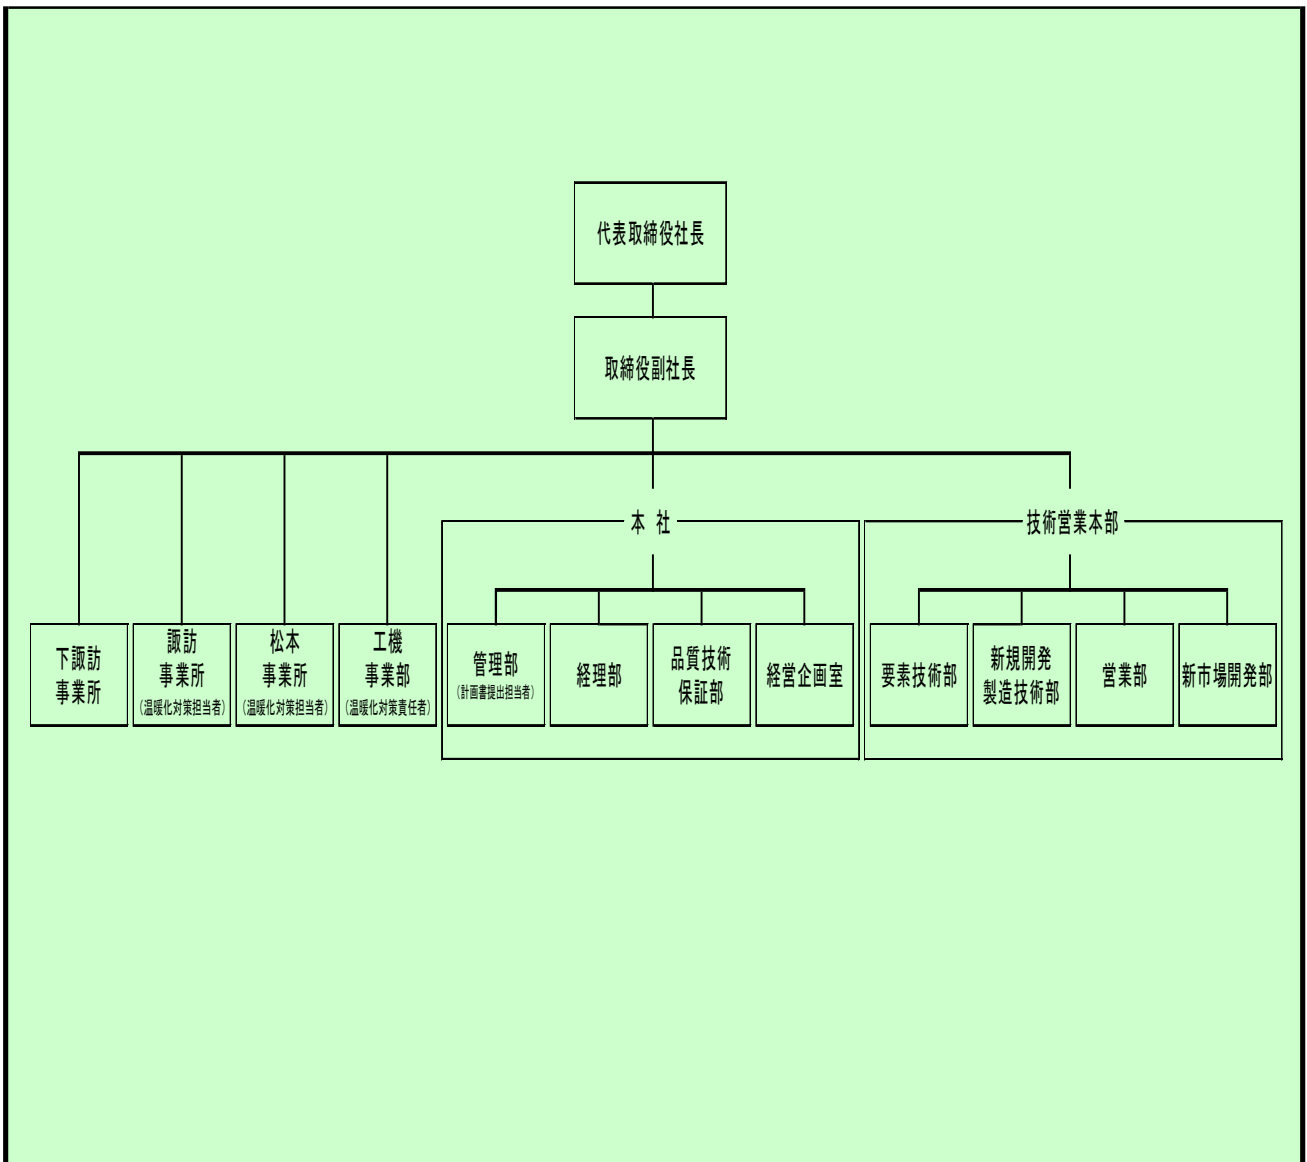 代表取締役社長
取締役副社長
本 社
技術営業本部
下諏訪
事業所
諏訪
事業所
（温暖化対策担当者）
松本
事業所
（温暖化対策担当者）
工機
事業部
（温暖化対策責任者）
管理部
（計画書提出担当者）
経理部
品質技術
保証部
経営企画室
要素技術部
新規開発
製造技術部
営業部
新市場開発部